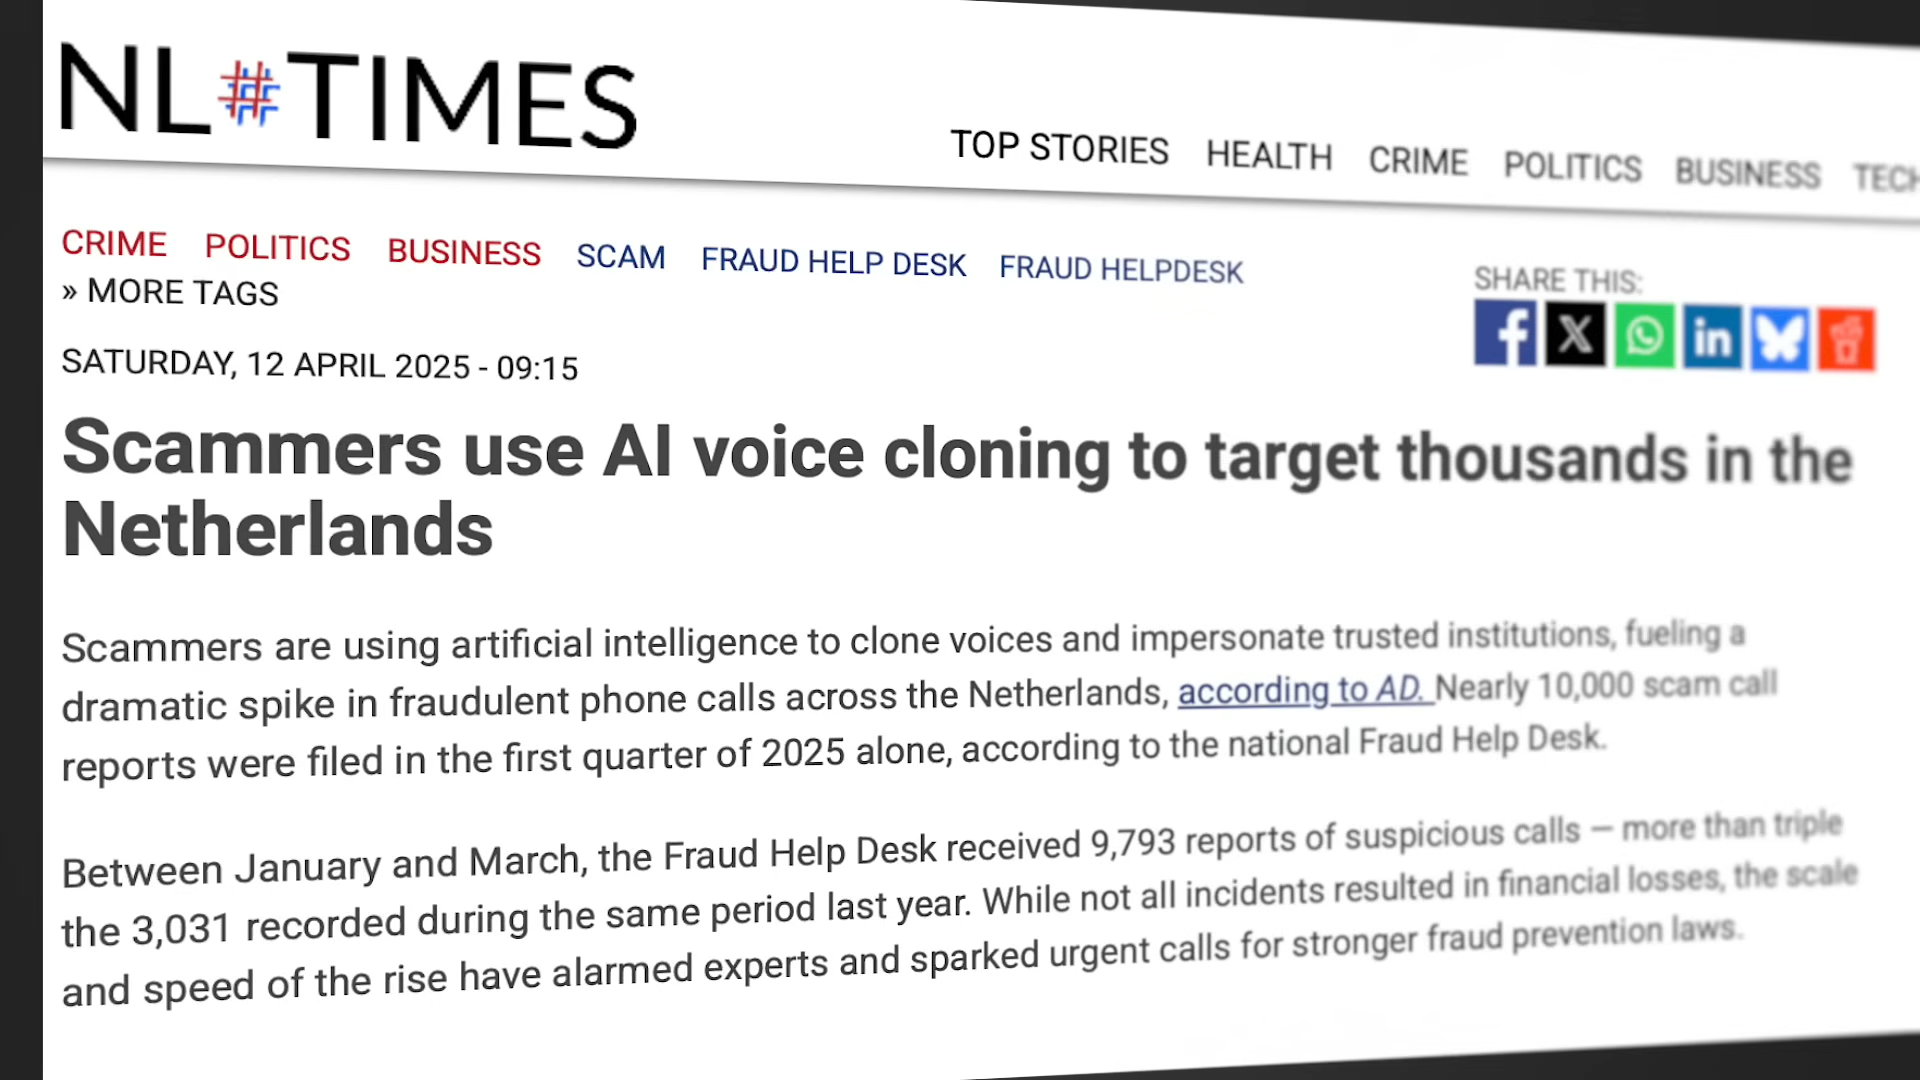 NL#TIMES
TOP STORIES HEALTH CRIME POLITICS BUSINESS TECH
CRIME POLITICS BUSINESS SCAM FRAUD HELP DESK FRAUD HELPDESK
» MORE TAGS
SHARE THIS:
SATURDAY, 12 APRIL 2025 - 09:15
Scammers use AI voice cloning to target thousands in the
Netherlands
Scammers are using artificial intelligence to clone voices and impersonate trusted institutions, fueling a
dramatic spike in fraudulent phone calls across the Netherlands, according to AD. Nearly 10,000 scam call
reports were filed in the first quarter of 2025 alone, according to the national Fraud Help Desk.
Between January and March, the Fraud Help Desk received 9,793 reports of suspicious calls — more than triple
the 3,031 recorded during the same period last year. While not all incidents resulted in financial losses, the scale
and speed of the rise have alarmed experts and sparked urgent calls for stronger fraud prevention laws.